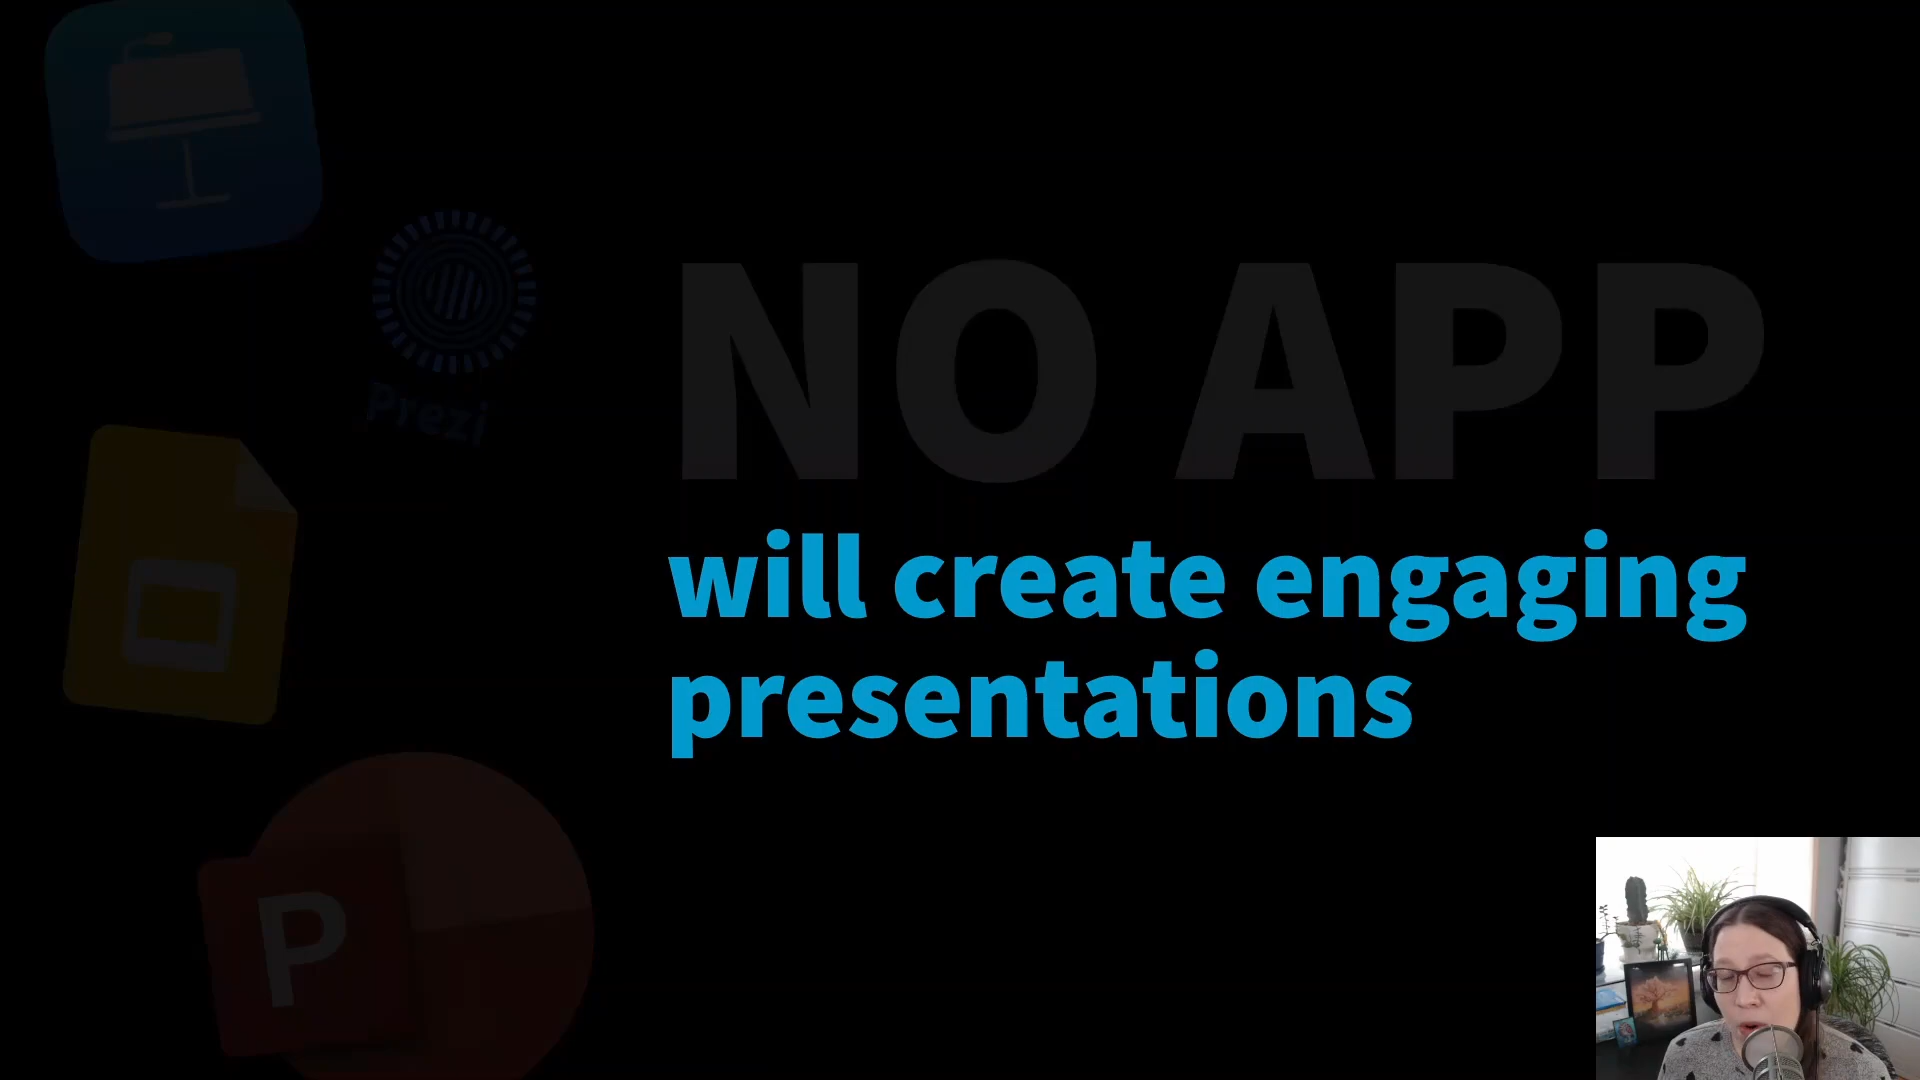 Prezi
NO APP
will create engaging
presentations
P